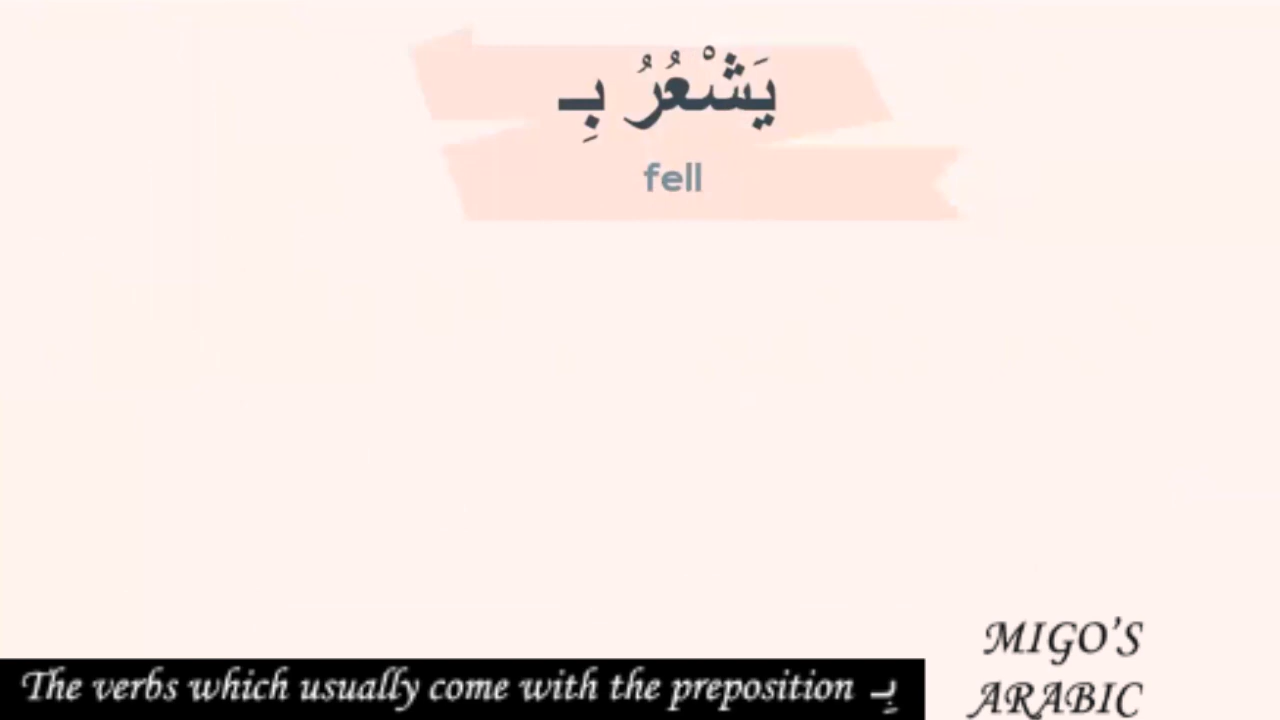 يَشْعُرُ بِـ
fell
The verbs which usually come with the preposition بِـ
MIGO'S
ARABIC